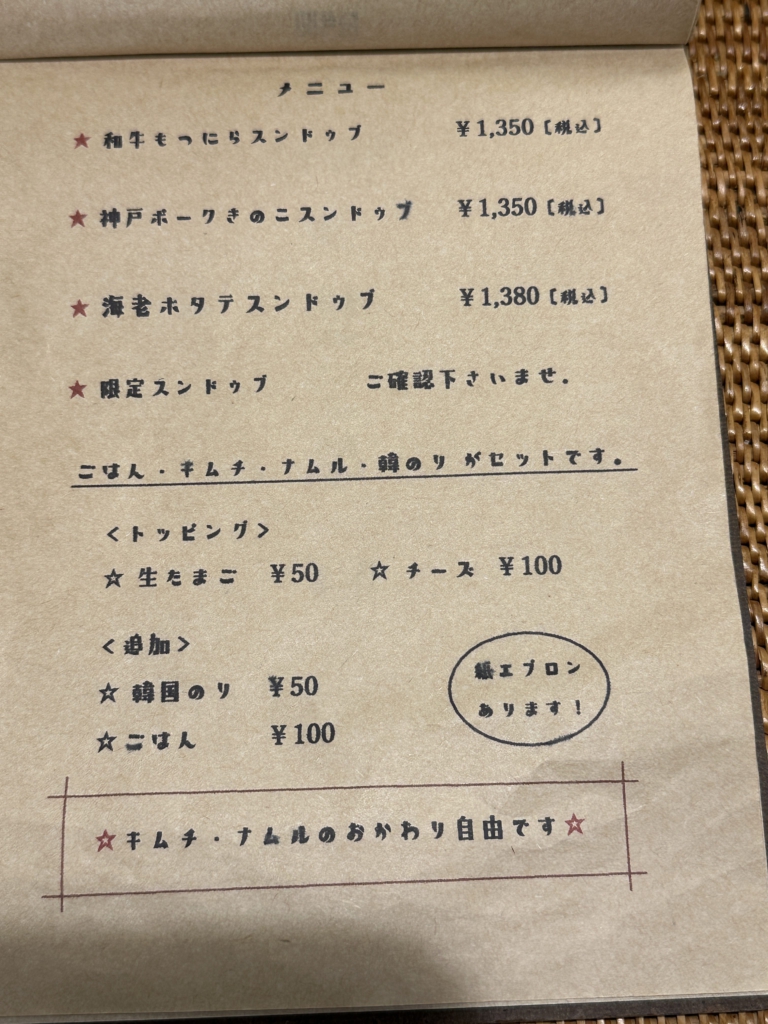 メニュー
★ 和牛もつにらスンドゥブ ￥1,350〔税込〕
★ 神戸ポークきのこスンドゥブ ￥1,350〔税込〕
★ 海老ホタテスンドゥブ ￥1,380〔税込〕
★ 限定スンドゥブ ご確認下さいませ.
ごはん・キムチ・ナムル・韓のり がセットです。
<トッピング>
☆ 生たまご ￥50 ☆ チーズ ￥100
<追加>
☆ 韓国のり ￥50
☆ごはん ￥100
紙エプロン
あります！
☆キムチ・ナムルのおかわり自由です☆